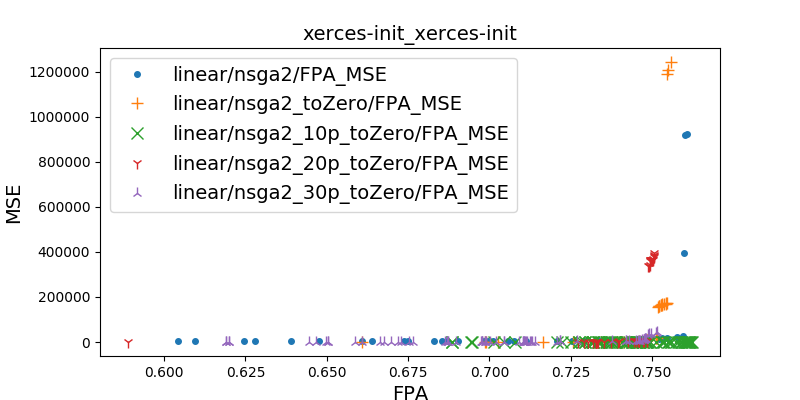 xerces-init_xerces-init
1200000
1000000
800000
600000
400000
200000
0
MSE
linear/nsga2/FPA_MSE
linear/nsga2_toZero/FPA_MSE
linear/nsga2_10p_toZero/FPA_MSE
linear/nsga2_20p_toZero/FPA_MSE
linear/nsga2_30p_toZero/FPA_MSE
0.600 0.625 0.650 0.675 0.700 0.725 0.750
FPA